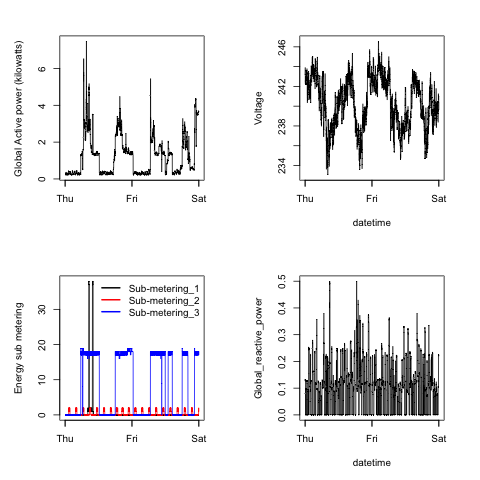 Global Active power (kilowatts)
0 2 4 6
Thu Fri Sat
Voltage
234 238 242 246
Thu Fri Sat
datetime
Energy sub metering
0 10 20 30
Sub-metering_1
Sub-metering_2
Sub-metering_3
Thu Fri Sat
Global_reactive_power
0.0 0.1 0.2 0.3 0.4 0.5
Thu Fri Sat
datetime